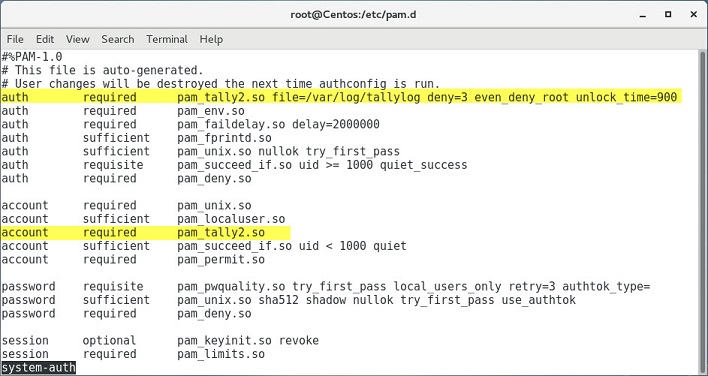 root@Centos:/etc/pam.d
File Edit View Search Terminal Help
#%PAM-1.0
# This file is auto-generated.
# User changes will be destroyed the next time authconfig is run.
auth required pam_tally2.so file=/var/log/tallylog deny=3 even_deny_root unlock_time=900
auth required pam_env.so
auth required pam_faildelay.so delay=2000000
auth sufficient pam_fprintd.so
auth sufficient pam_unix.so nullok try_first_pass
auth requisite pam_succeed_if.so uid >= 1000 quiet_success
auth required pam_deny.so
account required pam_unix.so
account sufficient pam_localuser.so
account required pam_tally2.so
account sufficient pam_succeed_if.so uid < 1000 quiet
account required pam_permit.so
password requisite pam_pwquality.so try_first_pass local_users_only retry=3 authtok_type=
password sufficient pam_unix.so sha512 shadow nullok try_first_pass use_authtok
password required pam_deny.so
session optional pam_keyinit.so revoke
session required pam_limits.so
system-auth